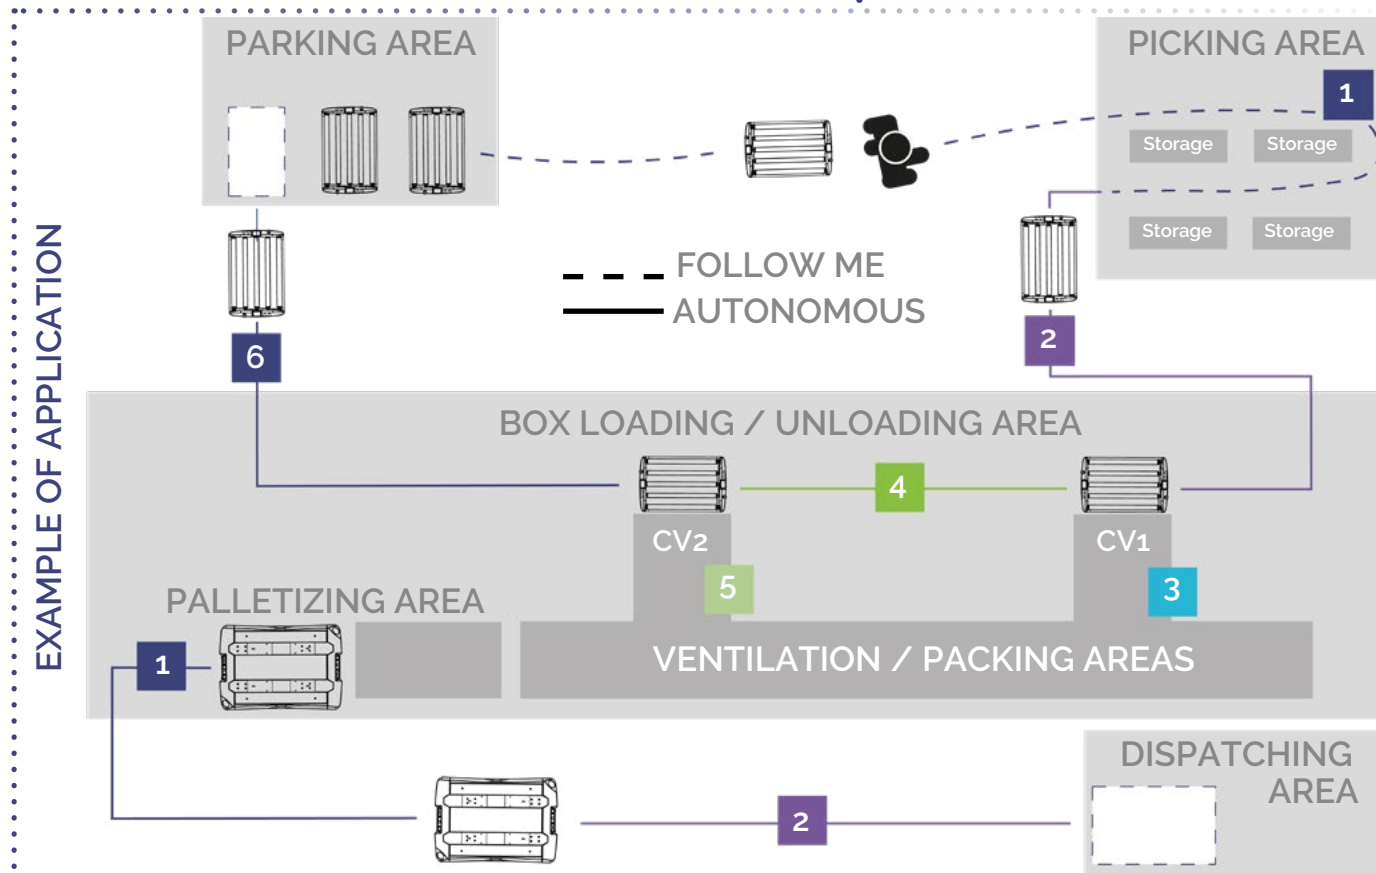 EXAMPLE OF APPLICATION
PARKING AREA
PICKING AREA
1
Storage
Storage
Storage
Storage
FOLLOW ME
AUTONOMOUS
2
6
BOX LOADING / UNLOADING AREA
4
CV2
CV1
5
3
PALLETIZING AREA
1
VENTILATION / PACKING AREAS
DISPATCHING
AREA
2